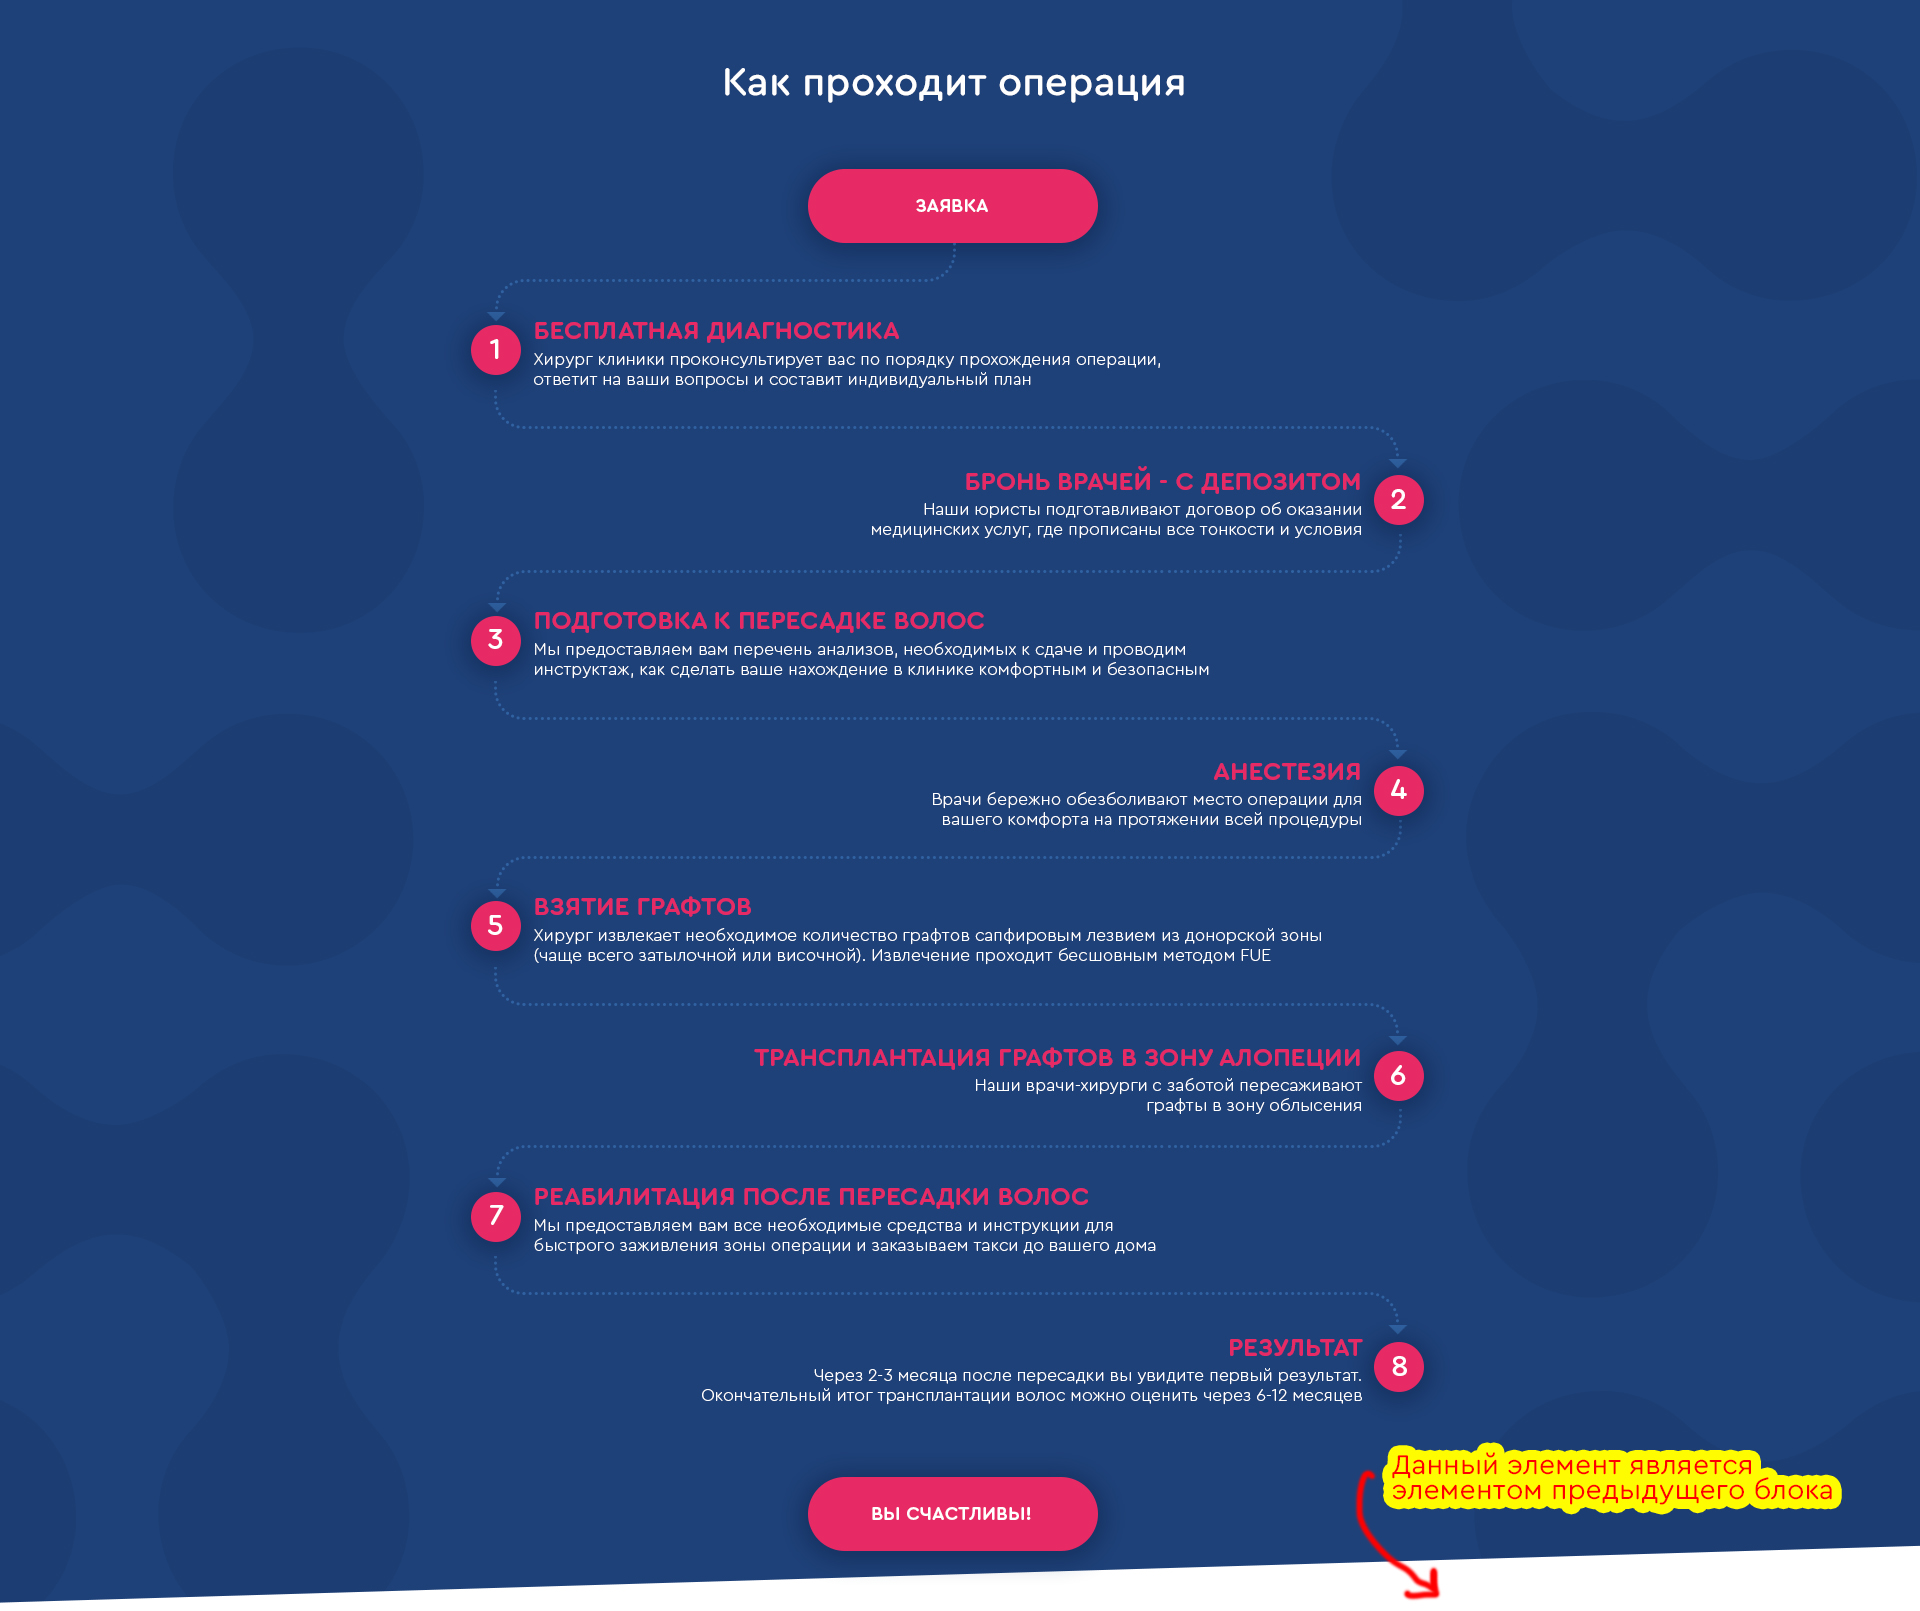 Как проходит операция
ЗАЯВКА
1
БЕСПЛАТНАЯ ДИАГНОСТИКА
Хирург клиники проконсультирует вас по порядку прохождения операции,
ответит на ваши вопросы и составит индивидуальный план
БРОНЬ ВРАЧЕЙ - С ДЕПОЗИТОМ
2
Наши юристы подготавливают договор об оказании
медицинских услуг, где прописаны все тонкости и условия
3
ПОДГОТОВКА К ПЕРЕСАДКЕ ВОЛОС
Мы предоставляем вам перечень анализов, необходимых к сдаче и проводим
инструктаж, как сделать ваше нахождение в клинике комфортным и безопасным
АНЕСТЕЗИЯ
4
Врачи бережно обезболивают место операции для
вашего комфорта на протяжении всей процедуры
5
ВЗЯТИЕ ГРАФТОВ
Хирург извлекает необходимое количество графтов сапфировым лезвием из донорской зоны
(чаще всего затылочной или височной). Извлечение проходит бесшовным методом FUE
ТРАНСПЛАНТАЦИЯ ГРАФТОВ В ЗОНУ АЛОПЕЦИИ
6
Наши врачи-хирурги с заботой пересаживают
графты в зону облысения
7
РЕАБИЛИТАЦИЯ ПОСЛЕ ПЕРЕСАДКИ ВОЛОС
Мы предоставляем вам все необходимые средства и инструкции для
быстрого заживления зоны операции и заказываем такси до вашего дома
РЕЗУЛЬТАТ
8
Через 2-3 месяца после пересадки вы увидите первый результат.
Окончательный итог трансплантации волос можно оценить через 6-12 месяцев
Данный элемент является
элементом предыдущего блока
ВЫ СЧАСТЛИВЫ!